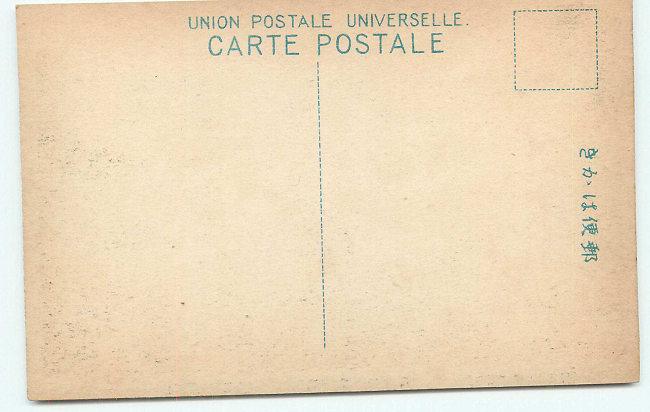 UNION POSTALE UNIVERSELLE.
CARTE POSTALE
郵便はがき